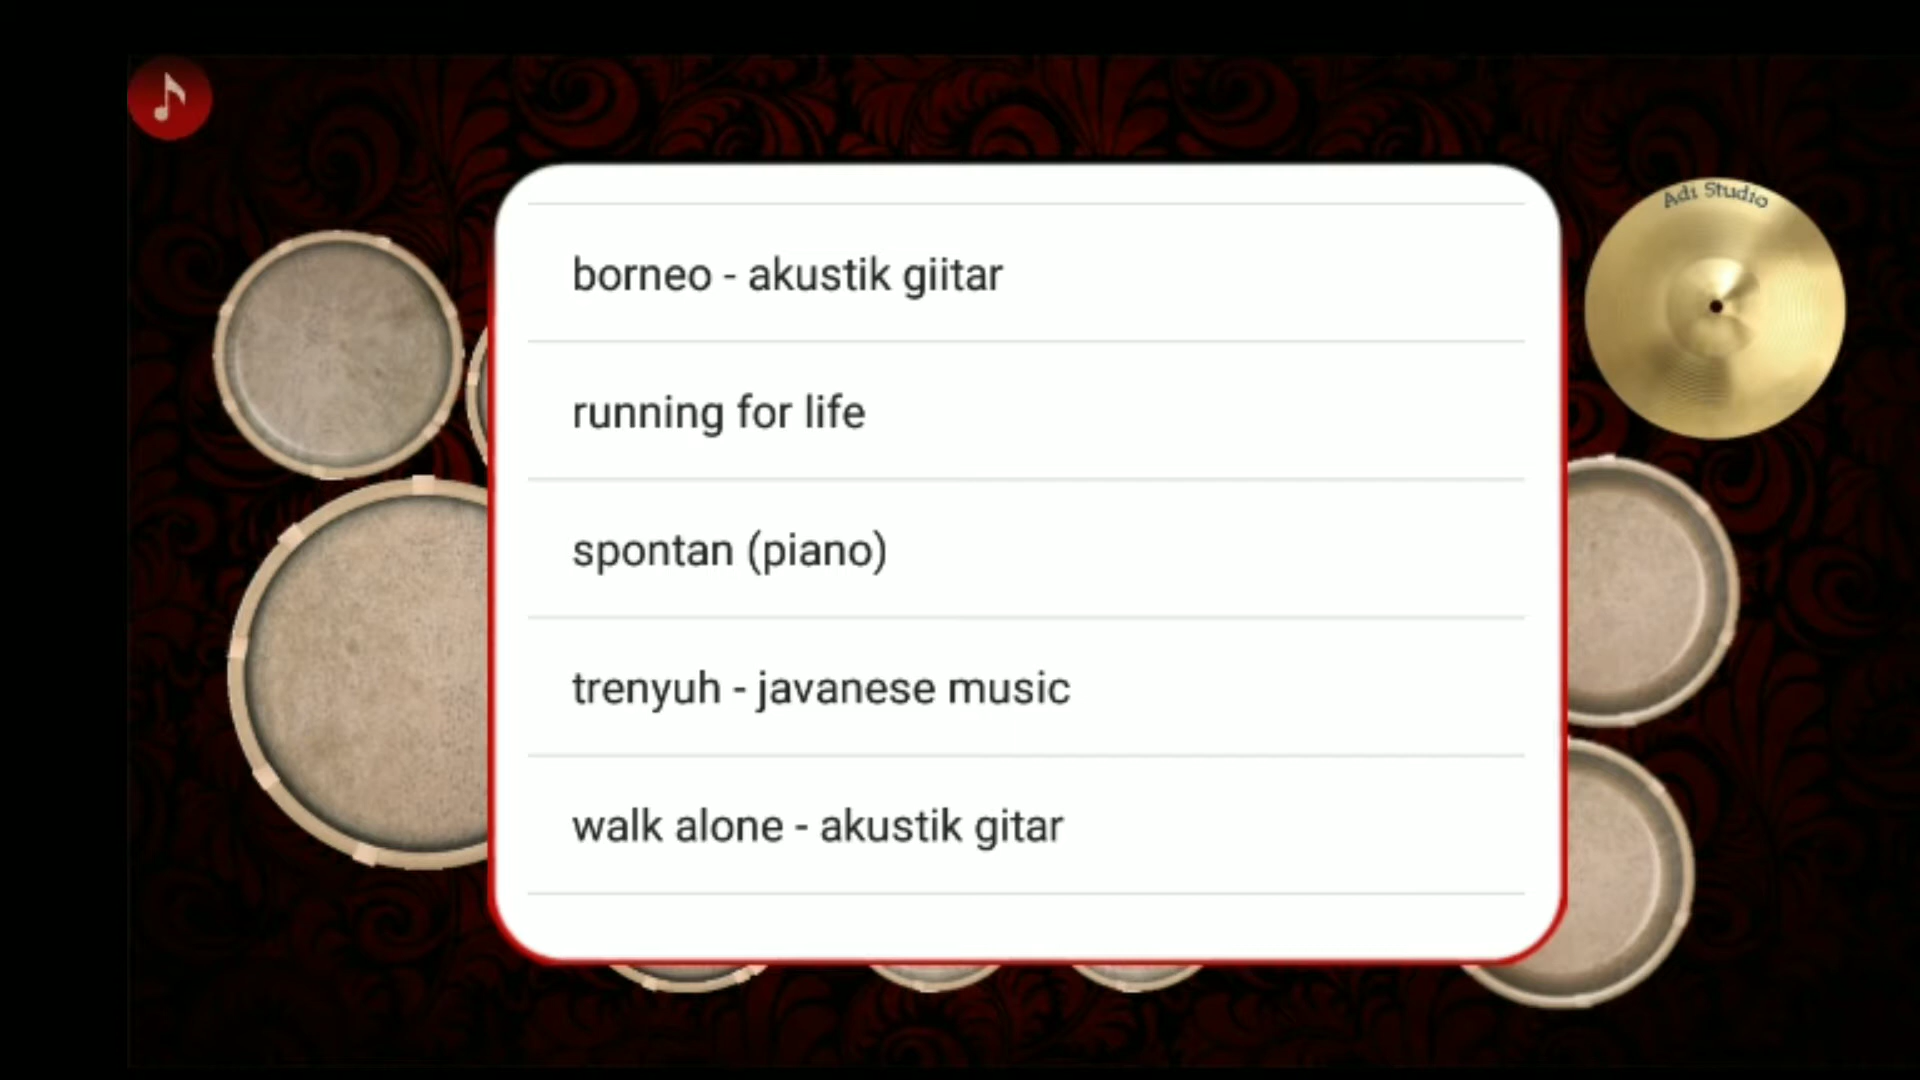 Adi Studio
borneo - akustik giitar
running for life
spontan (piano)
trenyuh - javanese music
walk alone - akustik gitar